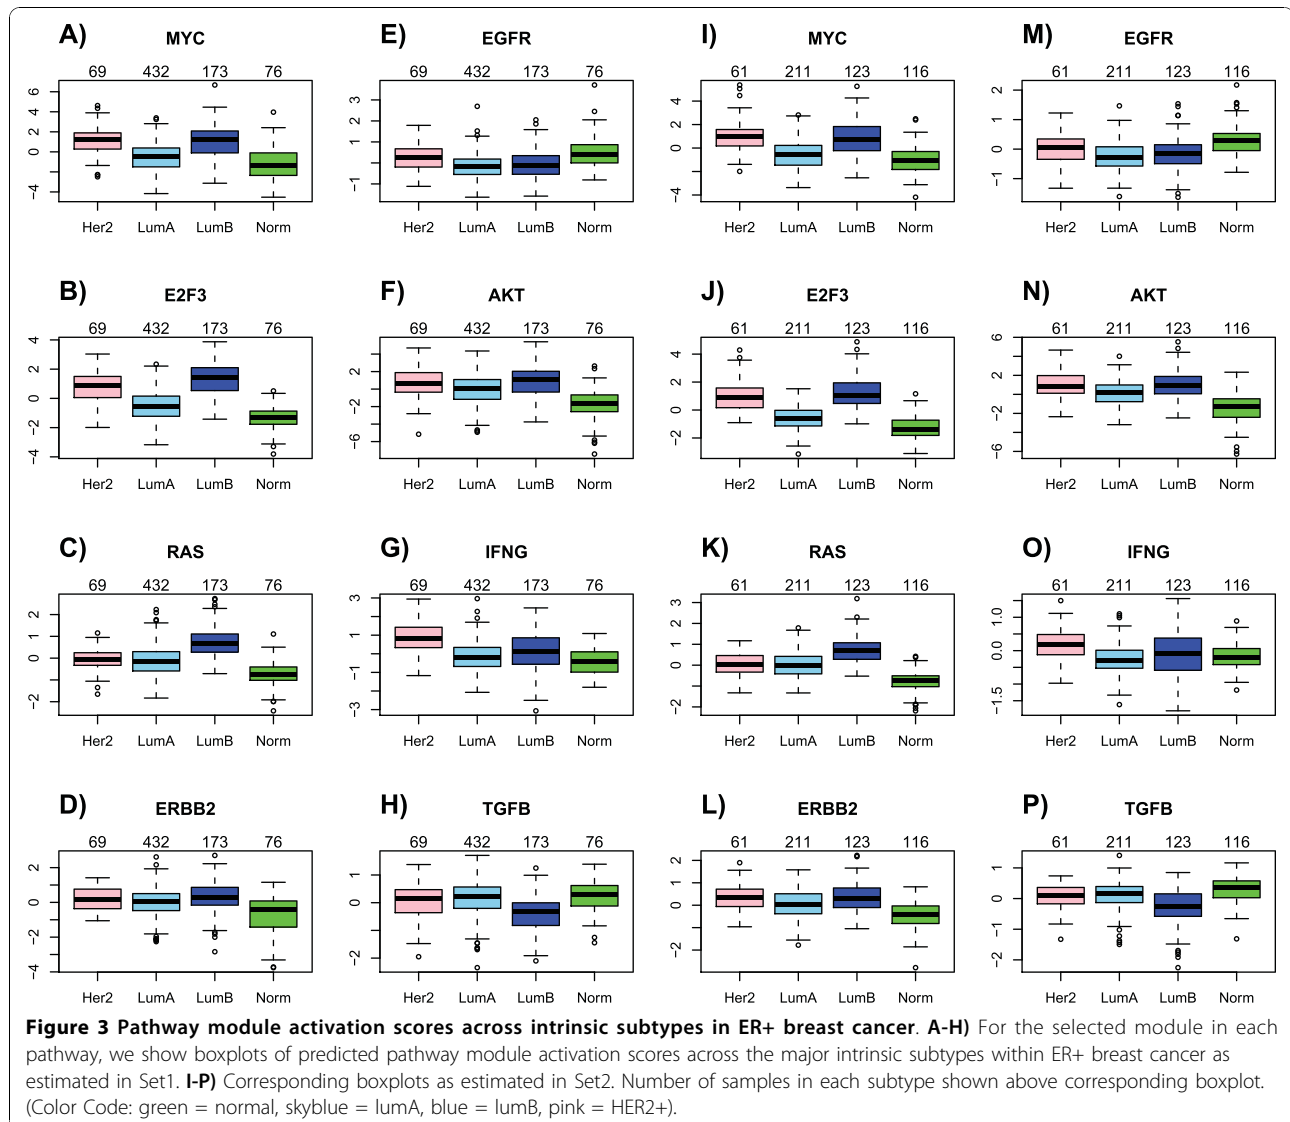 A) MYC E) EGFR I) MYC M) EGFR
69 432 173 76 69 432 173 76 61 211 123 116 61 211 123 116
6 4 2 0 -4
3 1 -1
4 2 0 -4
2 1 0 -1
Her2 LumA LumB Norm Her2 LumA LumB Norm Her2 LumA LumB Norm Her2 LumA LumB Norm
B) E2F3 F) AKT J) E2F3 N) AKT
69 432 173 76 69 432 173 76 61 211 123 116 61 211 123 116
4 2 0 -2 -4
2 -2 -6
4 2 0 -2
6 2 -2 -6
Her2 LumA LumB Norm Her2 LumA LumB Norm Her2 LumA LumB Norm Her2 LumA LumB Norm
C) RAS G) IFNG K) RAS O) IFNG
69 432 173 76 69 432 173 76 61 211 123 116 61 211 123 116
2 1 0 -2
3 1 -1 -3
3 2 1 0 -2
1.0 0.0 -1.5
Her2 LumA LumB Norm Her2 LumA LumB Norm Her2 LumA LumB Norm Her2 LumA LumB Norm
D) ERBB2 H) TGFB L) ERBB2 P) TGFB
69 432 173 76 69 432 173 76 61 211 123 116 61 211 123 116
2 0 -2 -4
1 0 -2
2 1 0 -2
1 0 -1 -2
Her2 LumA LumB Norm Her2 LumA LumB Norm Her2 LumA LumB Norm Her2 LumA LumB Norm
Figure 3 Pathway module activation scores across intrinsic subtypes in ER+ breast cancer. A-H) For the selected module in each
pathway, we show boxplots of predicted pathway module activation scores across the major intrinsic subtypes within ER+ breast cancer as
estimated in Set1. I-P) Corresponding boxplots as estimated in Set2. Number of samples in each subtype shown above corresponding boxplot.
(Color Code: green = normal, skyblue = lumA, blue = lumB, pink = HER2+).